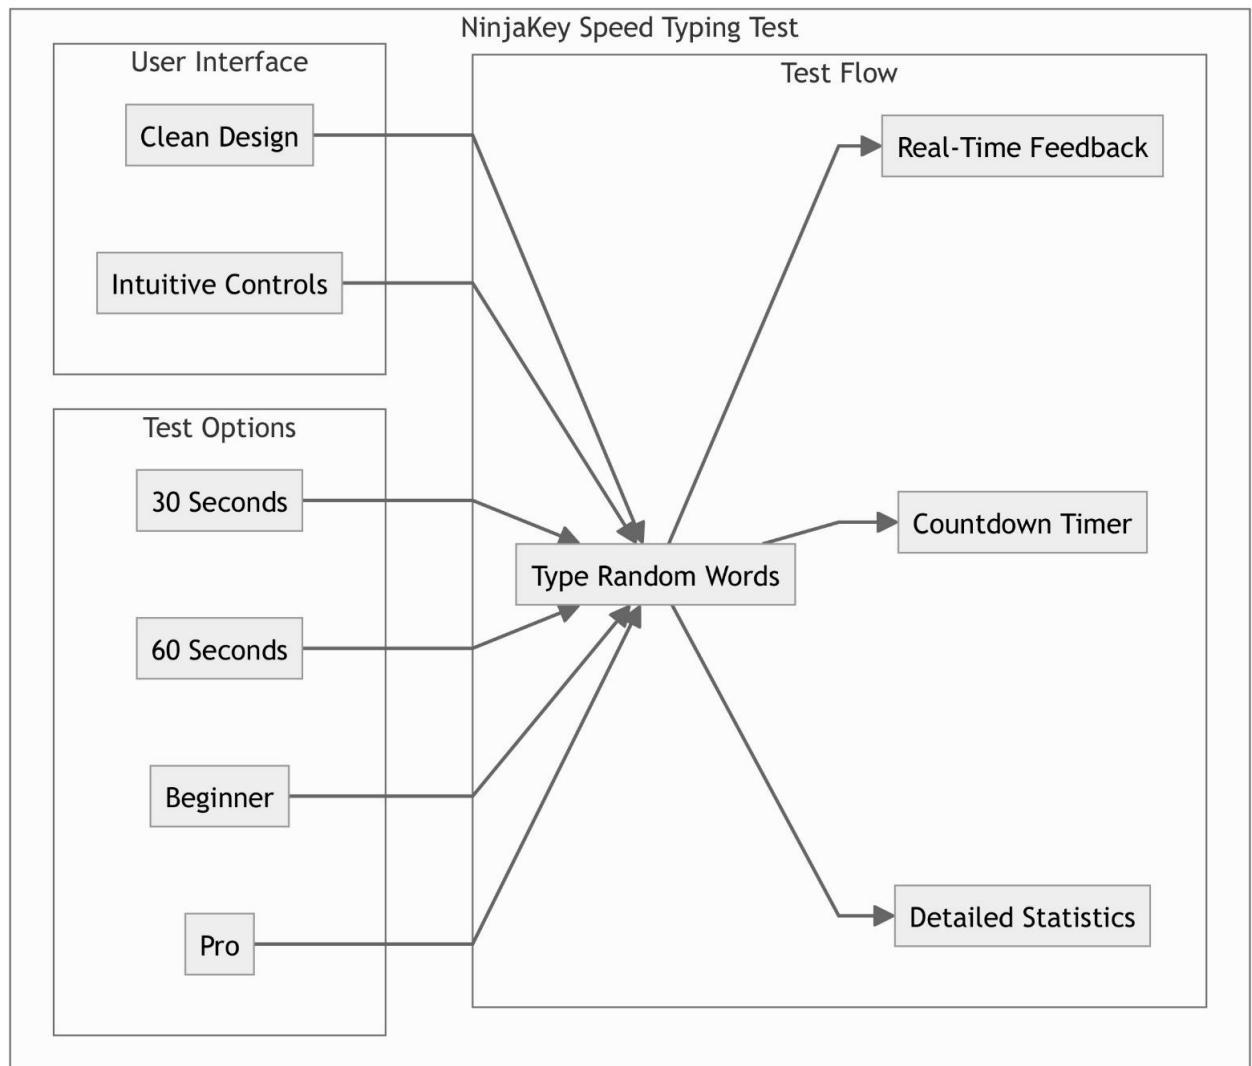 NinjaKey Speed Typing Test
User Interface
Clean Design
Intuitive Controls
Test Options
30 Seconds
60 Seconds
Beginner
Pro
Test Flow
Type Random Words
Real-Time Feedback
Countdown Timer
Detailed Statistics